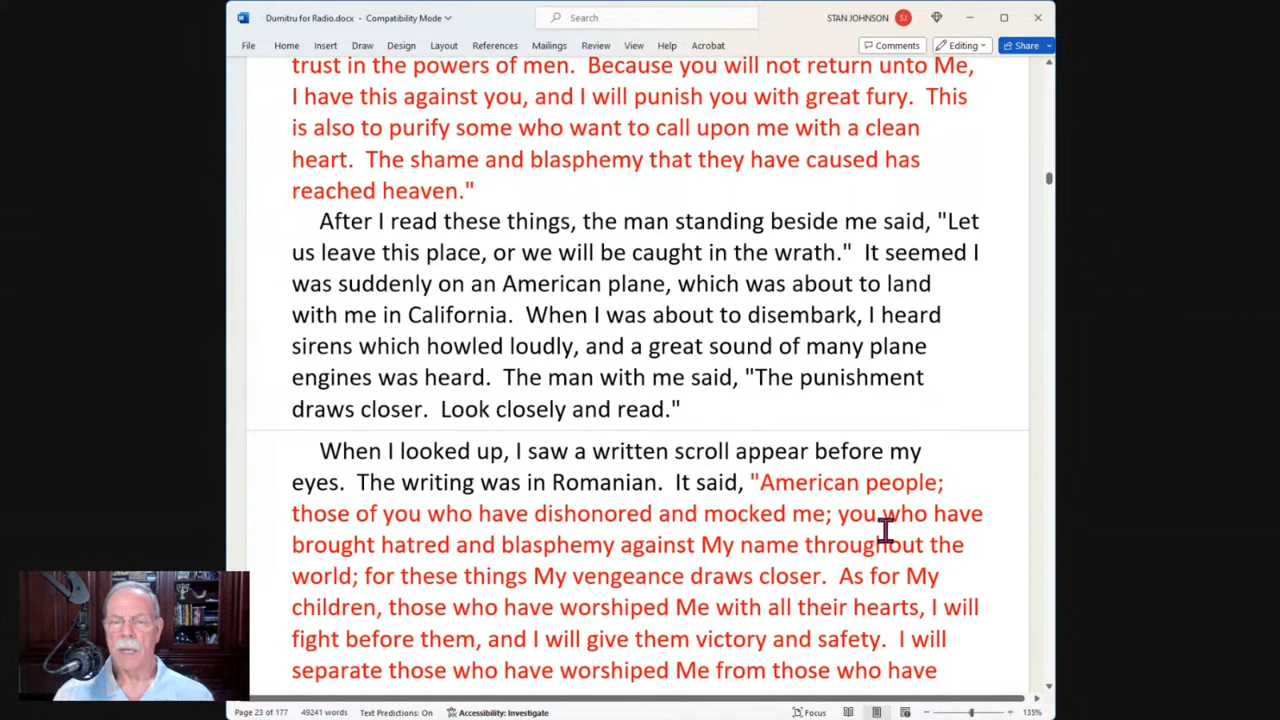 Dumitru for Radio.docx - Compatibility Mode
Search
STAN JOHNSON
SJ
File Home Insert Draw Design Layout References Mailings Review View Help Acrobat
Comments Editing Share
trust in the powers of men. Because you will not return unto Me,
I have this against you, and I will punish you with great fury. This
is also to purify some who want to call upon me with a clean
heart. The shame and blasphemy that they have caused has
reached heaven."
After I read these things, the man standing beside me said, "Let
us leave this place, or we will be caught in the wrath." It seemed I
was suddenly on an American plane, which was about to land
with me in California. When I was about to disembark, I heard
sirens which howled loudly, and a great sound of many plane
engines was heard. The man with me said, "The punishment
draws closer. Look closely and read."
When I looked up, I saw a written scroll appear before my
eyes. The writing was in Romanian. It said, "American people;
those of you who have dishonored and mocked me; you who have
brought hatred and blasphemy against My name throughout the
world; for these things My vengeance draws closer. As for My
children, those who have worshiped Me with all their hearts, I will
fight before them, and I will give them victory and safety. I will
separate those who have worshiped Me from those who have
Page 23 of 177 49241 words Text Predictions: On Accessibility: Investigate
Focus
135%